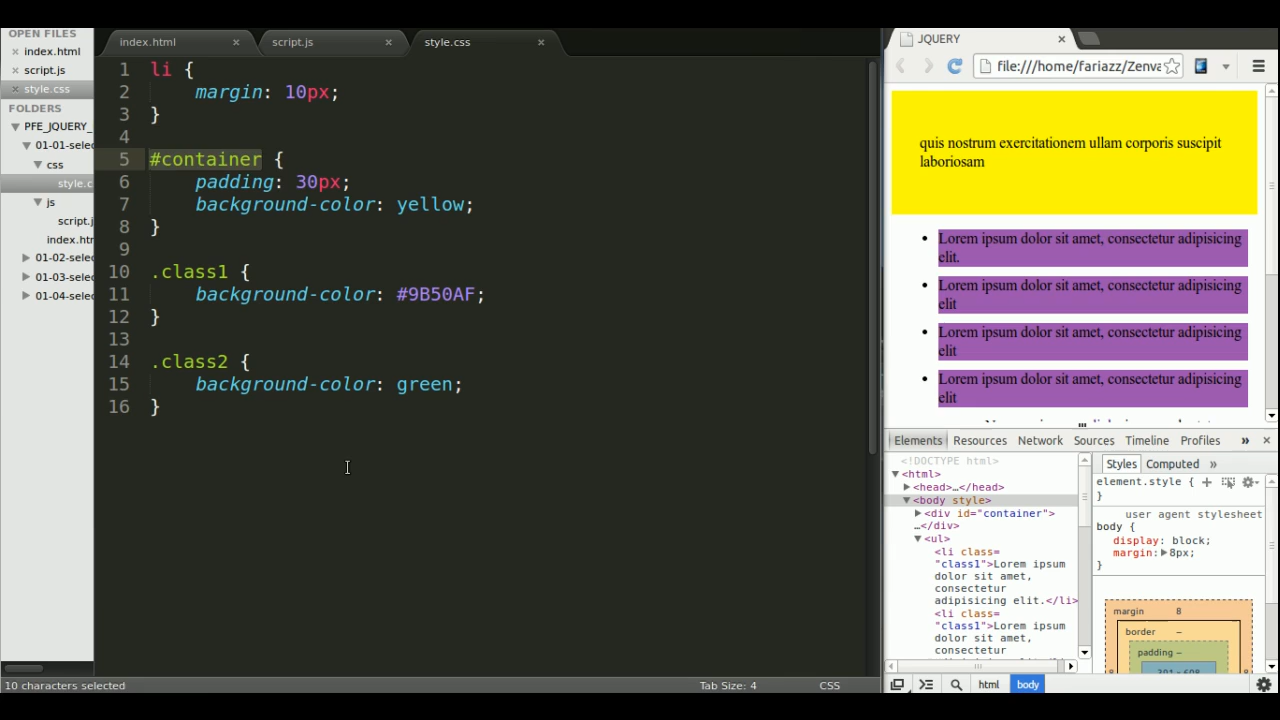 OPEN FILES
index.html
script.js
style.css
FOLDERS
PFE_JQUERY_
01-01-selec
css
style.c
js
script.j
index.htm
01-02-selec
01-03-selec
01-04-selec
index.html
script.js
style.css
1 li {
2 margin: 10px;
3 }
4
5 #container {
6 padding: 30px;
7 background-color: yellow;
8 }
9
10 .class1 {
11 background-color: #9B50AF;
12 }
13
14 .class2 {
15 background-color: green;
16 }
10 characters selected
Tab Size: 4
CSS
JQUERY
file:///home/fariazz/Zenva
quis nostrum exercitationem ullam corporis suscipit
laboriosam
Lorem ipsum dolor sit amet, consectetur adipisicing
elit.
Lorem ipsum dolor sit amet, consectetur adipisicing
elit
Lorem ipsum dolor sit amet, consectetur adipisicing
elit
Lorem ipsum dolor sit amet, consectetur adipisicing
elit
Elements Resources Network Sources Timeline Profiles »
<!DOCTYPE html>
<html>
<head>…</head>
<body style>
<div id="container">
…</div>
<ul>
<li class=
"class1">Lorem ipsum
dolor sit amet,
consectetur
adipisicing elit.</li>
<li class=
"class1">Lorem ipsum
dolor sit amet,
consectetur
Styles Computed »
element.style {
}
user agent stylesheet
body {
display: block;
margin: 8px;
}
margin 8
border –
padding –
8
8
html body